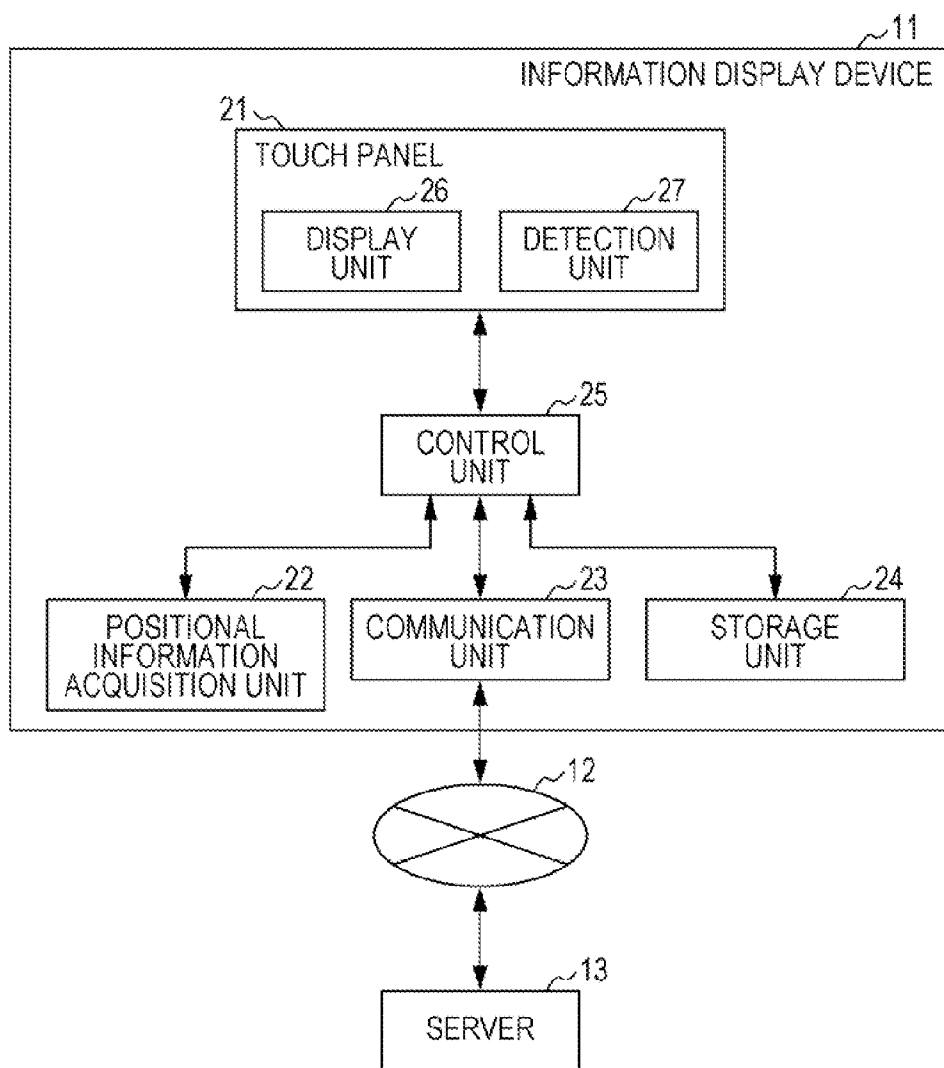 11
INFORMATION DISPLAY DEVICE
21
TOUCH PANEL
26
DISPLAY
UNIT
27
DETECTION
UNIT
25
CONTROL
UNIT
22
POSITIONAL
INFORMATION
ACQUISITION UNIT
23
COMMUNICATION
UNIT
24
STORAGE
UNIT
12
13
SERVER